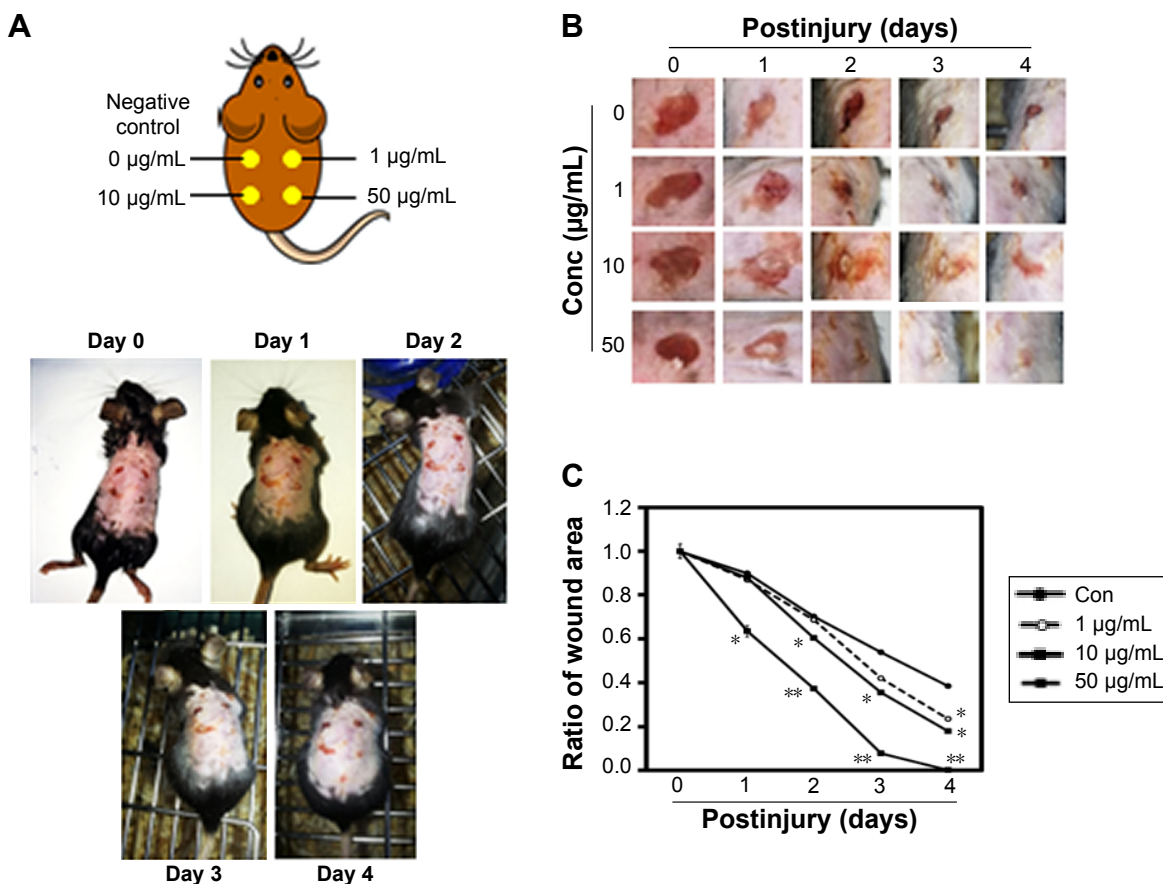 A
Negative
control
0 µg/mL
1 µg/mL
10 µg/mL
50 µg/mL
Day 0
Day 1
Day 2
Day 3
Day 4
B
Postinjury (days)
0 1 2 3 4
Conc (µg/mL)
0
1
10
50
C
Ratio of wound area
1.2
1.0
0.8
0.6
0.4
0.2
0.0
*
**
*
*
**
*
*
**
0 1 2 3 4
Postinjury (days)
Con
1 µg/mL
10 µg/mL
50 µg/mL